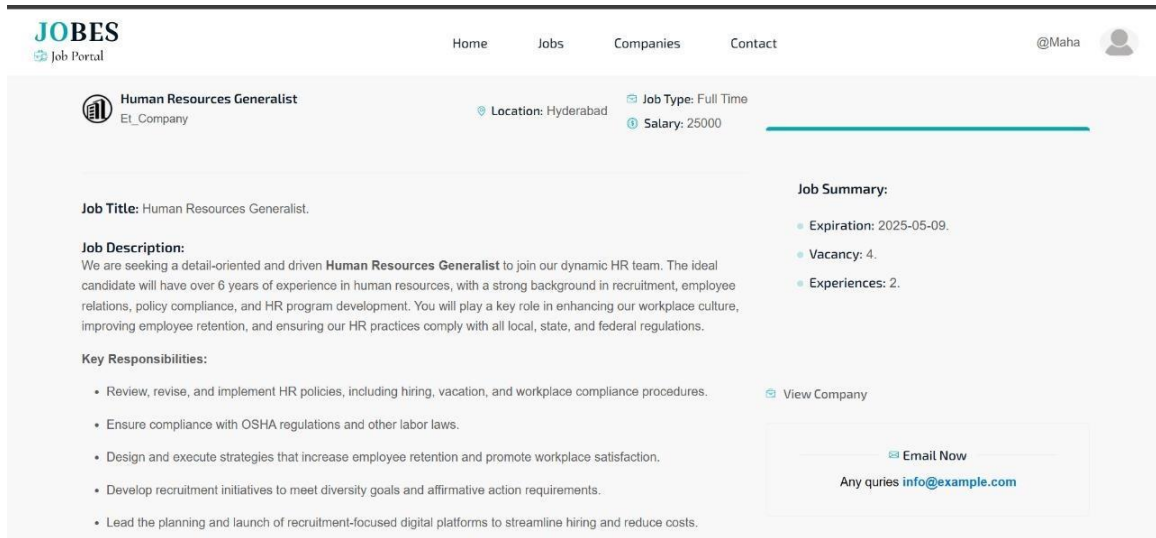 JOBES
Job Portal
Home
Jobs
Companies
Contact
@Maha
Human Resources Generalist
Et_Company
Location: Hyderabad
Job Type: Full Time
Salary: 25000
Job Title: Human Resources Generalist.
Job Description:
We are seeking a detail-oriented and driven Human Resources Generalist to join our dynamic HR team. The ideal
candidate will have over 6 years of experience in human resources, with a strong background in recruitment, employee
relations, policy compliance, and HR program development. You will play a key role in enhancing our workplace culture,
improving employee retention, and ensuring our HR practices comply with all local, state, and federal regulations.
Key Responsibilities:
• Review, revise, and implement HR policies, including hiring, vacation, and workplace compliance procedures.
• Ensure compliance with OSHA regulations and other labor laws.
• Design and execute strategies that increase employee retention and promote workplace satisfaction.
• Develop recruitment initiatives to meet diversity goals and affirmative action requirements.
• Lead the planning and launch of recruitment-focused digital platforms to streamline hiring and reduce costs.
Job Summary:
Expiration: 2025-05-09.
Vacancy: 4.
Experiences: 2.
View Company
Email Now
Any quries info@example.com